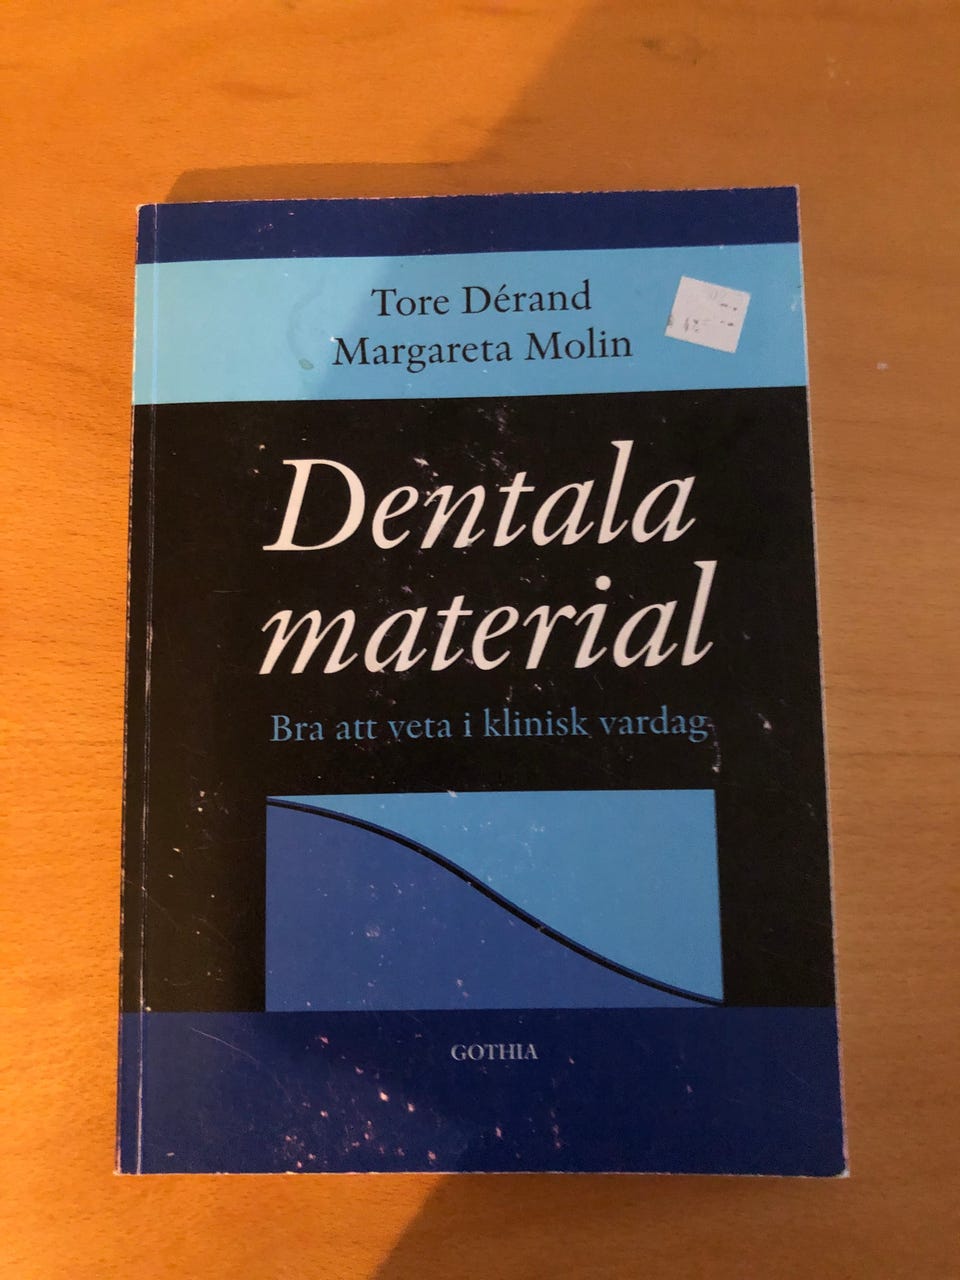 Tore Dérand
Margareta Molin
Dentala
material
Bra att veta i klinisk vardag
GOTHIA